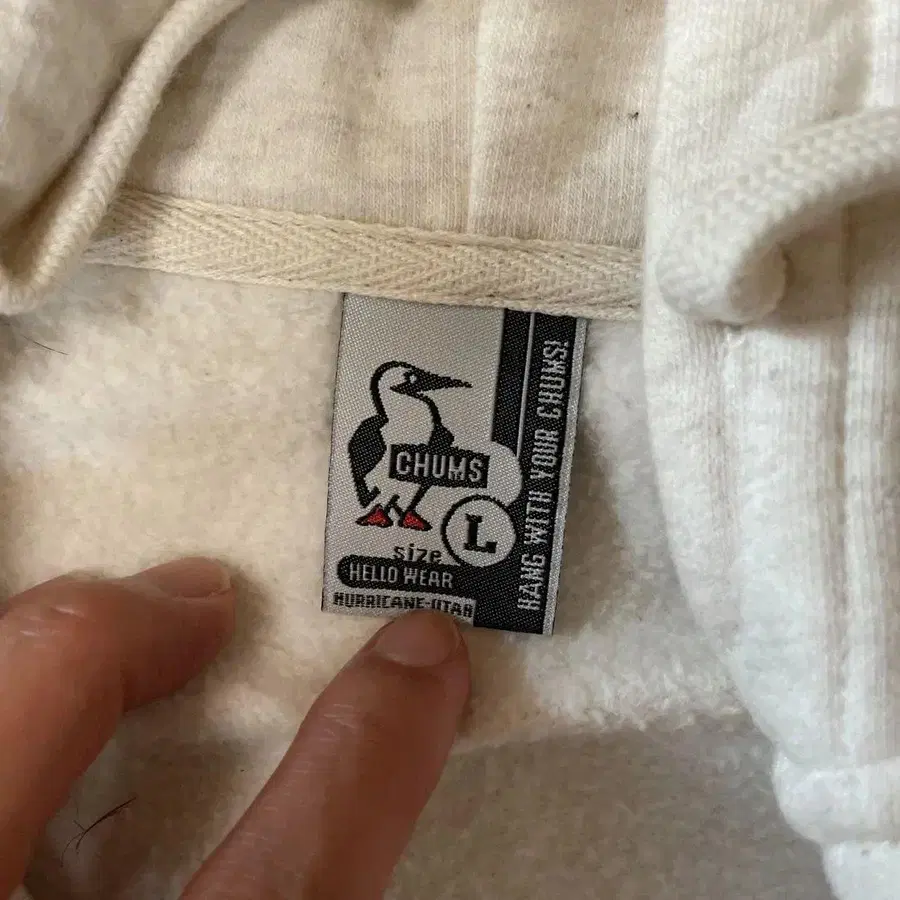 CHUMS
L
size
HELLO WEAR
HURRICANE-UTAH
HANG WITH YOUR CHUMS!